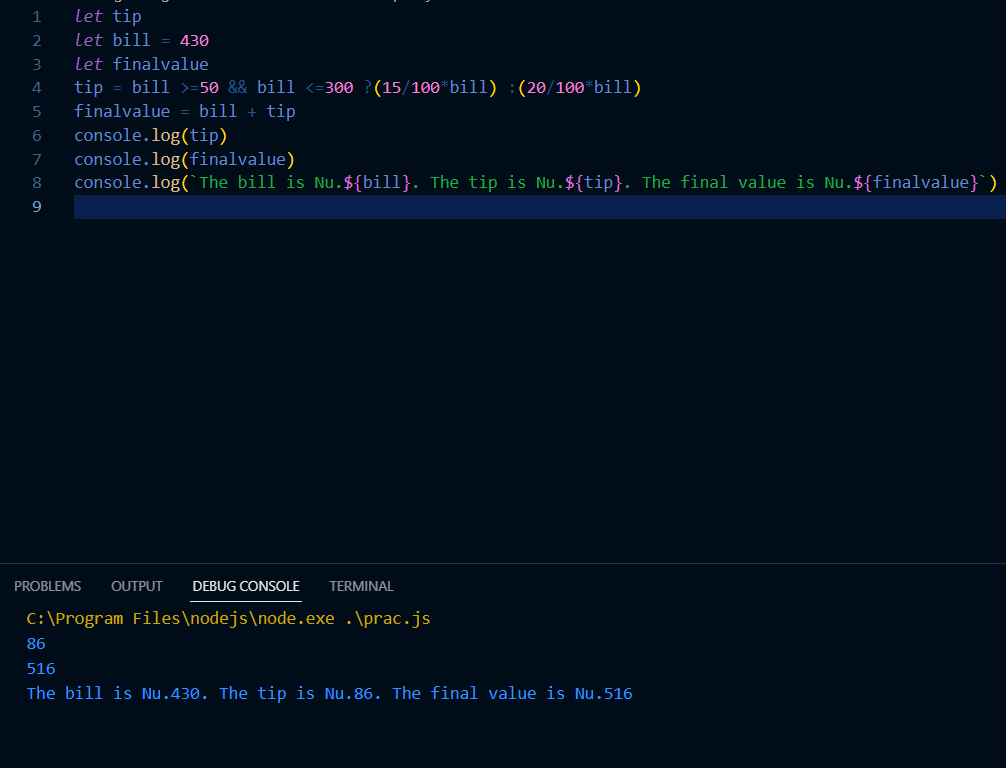 1 let tip
2 let bill = 430
3 let finalvalue
4 tip = bill >=50 && bill <=300 ?(15/100*bill) :(20/100*bill)
5 finalvalue = bill + tip
6 console.log(tip)
7 console.log(finalvalue)
8 console.log(`The bill is Nu.${bill}. The tip is Nu.${tip}. The final value is Nu.${finalvalue}`)
9
PROBLEMS OUTPUT DEBUG CONSOLE TERMINAL
C:\Program Files\nodejs\node.exe .\prac.js
86
516
The bill is Nu.430. The tip is Nu.86. The final value is Nu.516